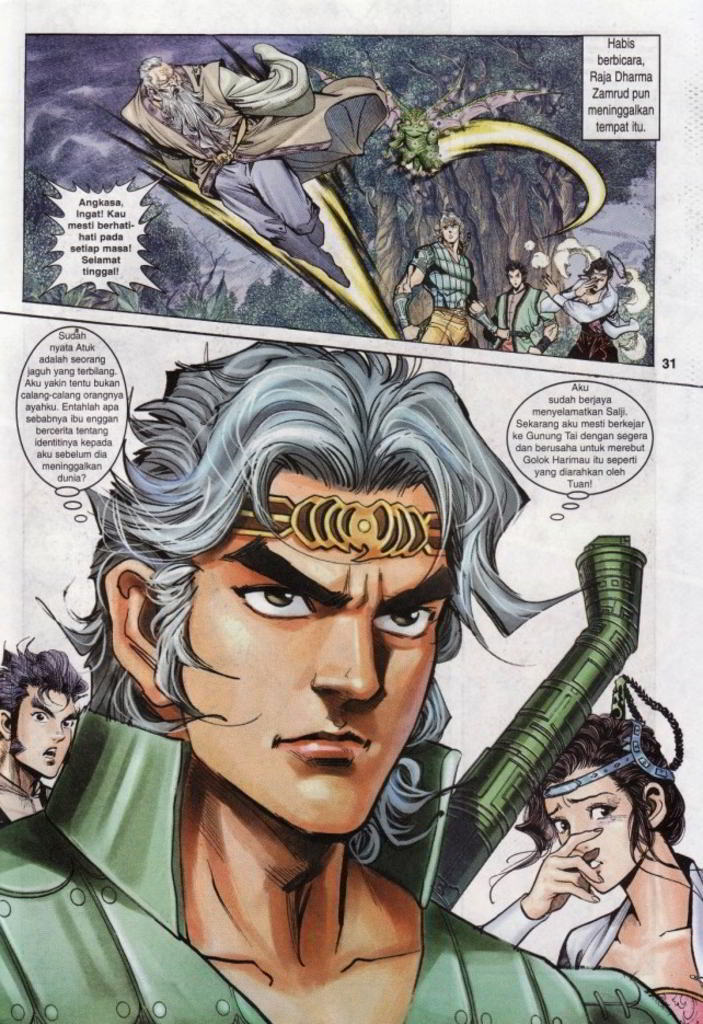 Habis
berbicara,
Raja Dharma
Zamrud pun
meninggalkan
tempat itu.
Angkasa,
Ingat! Kau
mesti berhati-
hati pada
setiap masa!
Selamat
tinggal!
31
Sudah
nyata Atuk
adalah seorang
jaguh yang terbilang.
Aku yakin tentu bukan
calang-calang orangnya
ayahku. Entahlah apa
sebabnya ibu enggan
bercerita tentang
identitinya kepada
aku sebelum dia
meninggalkan
dunia?
Aku
sudah berjaya
menyelamatkan Salji.
Sekarang aku mesti berkejar
ke Gunung Tai dengan segera
dan berusaha untuk merebut
Golok Harimau itu seperti
yang diarahkan oleh
Tuan!